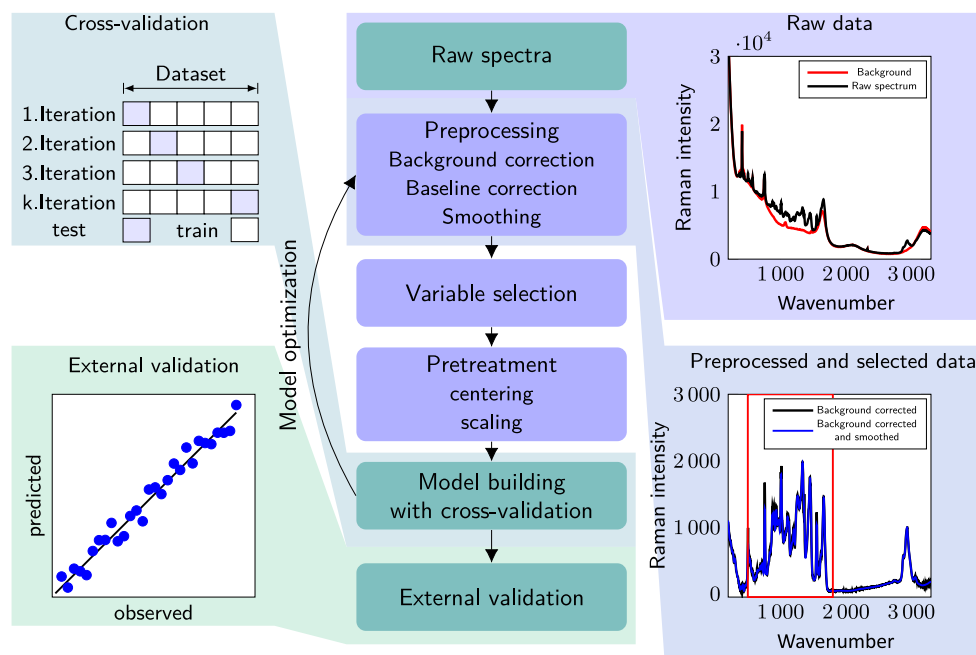 Cross-validation
Dataset
1.Iteration
2.Iteration
3.Iteration
k.Iteration
test train
External validation
predicted
observed
Model optimization
Raw spectra
Preprocessing
Background correction
Baseline correction
Smoothing
Variable selection
Pretreatment
centering
scaling
Model building
with cross-validation
External validation
Raw data
·10⁴
3
2
1
0
Raman intensity
Background
Raw spectrum
1 000 2 000 3 000
Wavenumber
Preprocessed and selected data
3 000
2 000
1 000
0
Raman intensity
Background corrected
Background corrected
and smoothed
1 000 2 000 3 000
Wavenumber